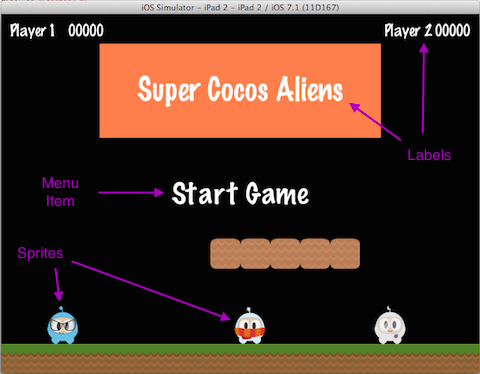 iOS Simulator – iPad 2 – iPad 2 / iOS 7.1 (11D167)
Player 1 00000
Player 2 00000
Super Cocos Aliens
Labels
Menu
Item
Start Game
Sprites